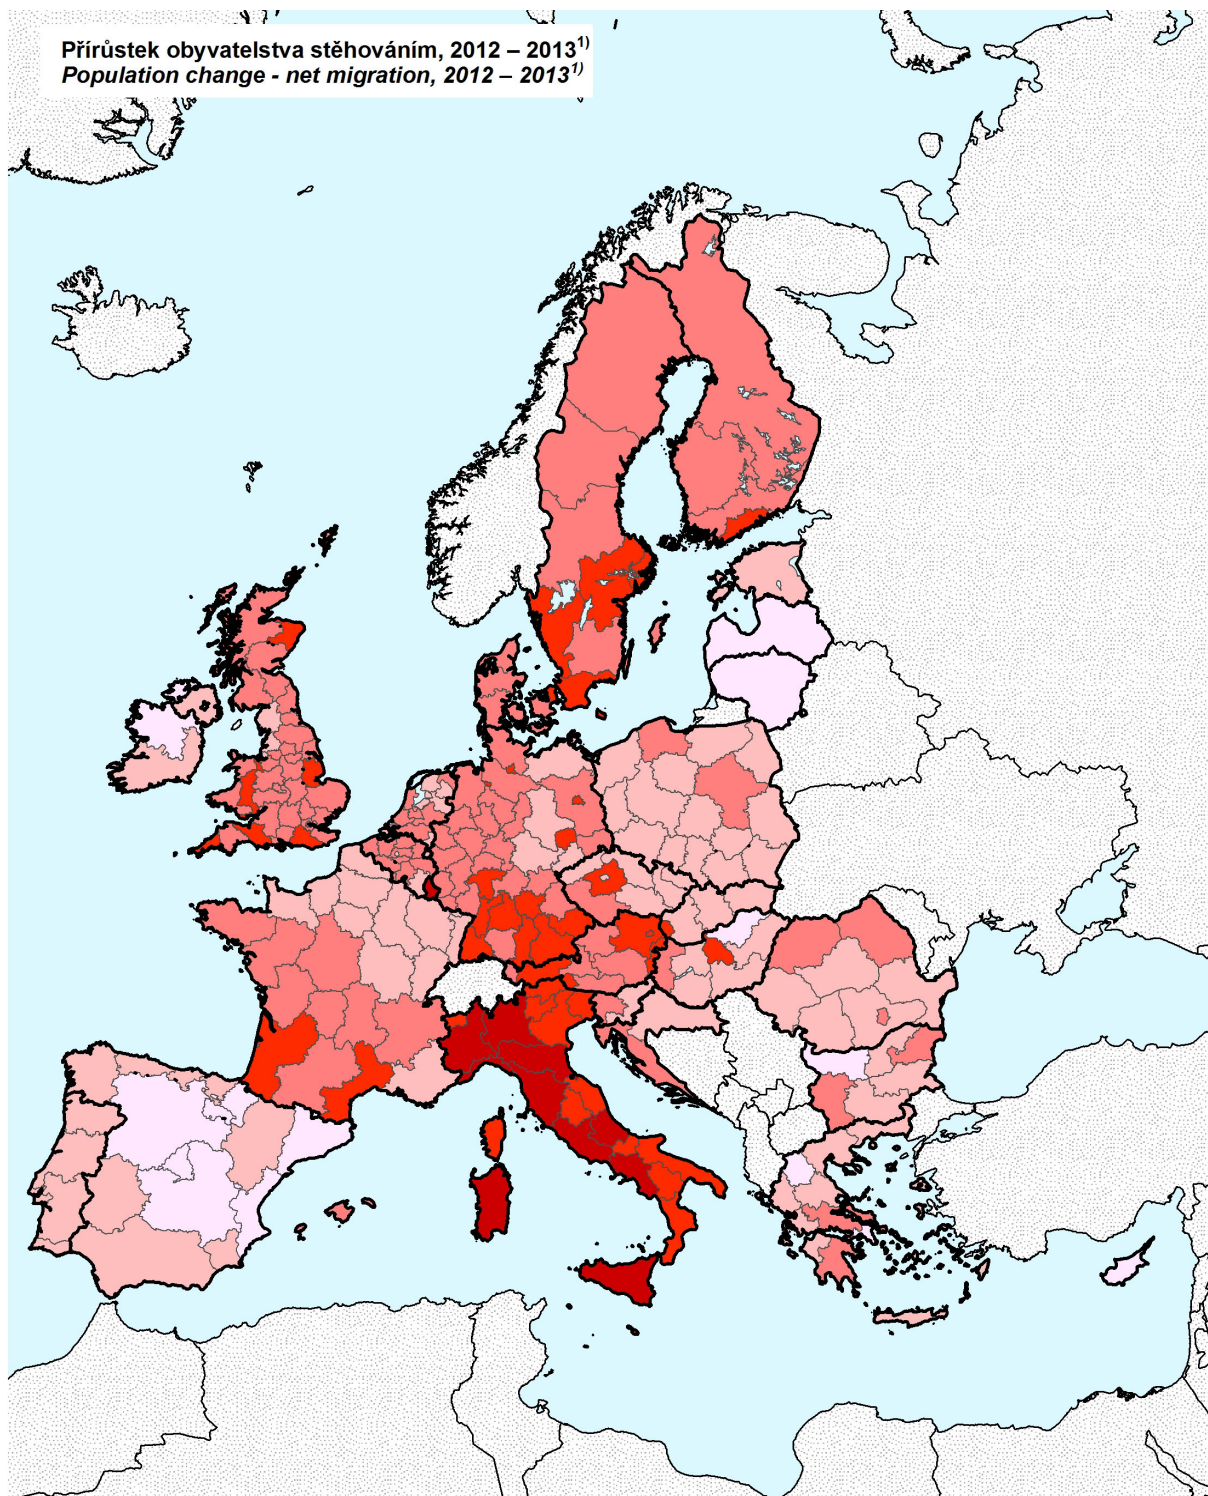 Přírůstek obyvatelstva stěhováním, 2012 – 2013¹⁾
Population change - net migration, 2012 – 2013¹⁾